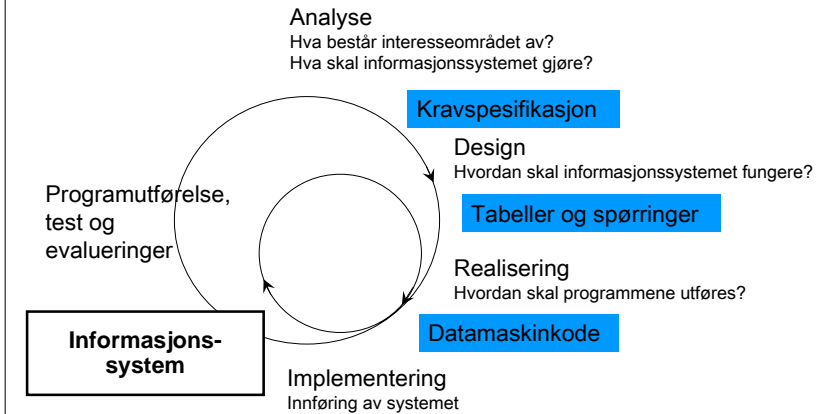 Analyse
Hva består interesseområdet av?
Hva skal informasjonssystemet gjøre?
Kravspesifikasjon
Design
Hvordan skal informasjonssystemet fungere?
Programutførelse,
test og
evalueringer
Tabeller og spørringer
Realisering
Hvordan skal programmene utføres?
Datamaskinkode
Informasjons-
system
Implementering
Innføring av systemet